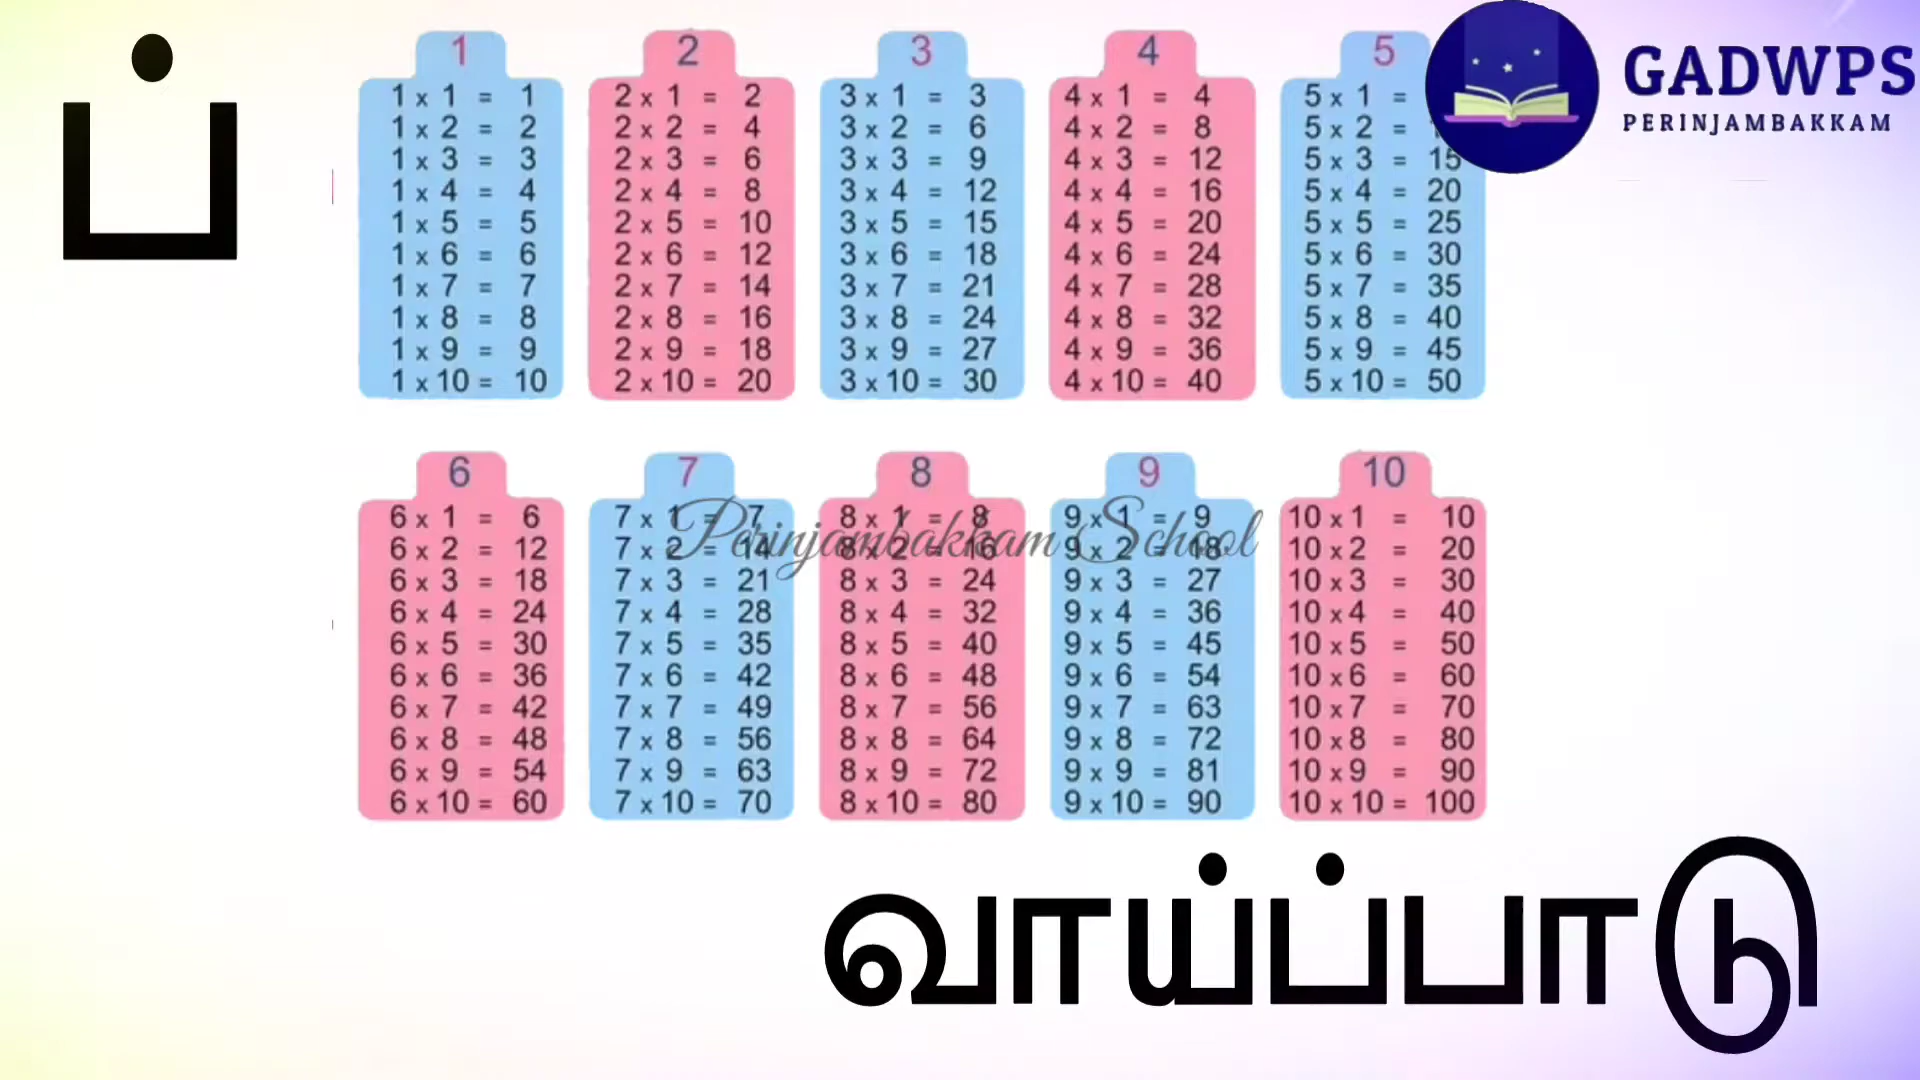 ப்
1
1 x 1 = 1
1 x 2 = 2
1 x 3 = 3
1 x 4 = 4
1 x 5 = 5
1 x 6 = 6
1 x 7 = 7
1 x 8 = 8
1 x 9 = 9
1 x 10 = 10
2
2 x 1 = 2
2 x 2 = 4
2 x 3 = 6
2 x 4 = 8
2 x 5 = 10
2 x 6 = 12
2 x 7 = 14
2 x 8 = 16
2 x 9 = 18
2 x 10 = 20
3
3 x 1 = 3
3 x 2 = 6
3 x 3 = 9
3 x 4 = 12
3 x 5 = 15
3 x 6 = 18
3 x 7 = 21
3 x 8 = 24
3 x 9 = 27
3 x 10 = 30
4
4 x 1 = 4
4 x 2 = 8
4 x 3 = 12
4 x 4 = 16
4 x 5 = 20
4 x 6 = 24
4 x 7 = 28
4 x 8 = 32
4 x 9 = 36
4 x 10 = 40
5
5 x 1 =
5 x 2 =
5 x 3 = 15
5 x 4 = 20
5 x 5 = 25
5 x 6 = 30
5 x 7 = 35
5 x 8 = 40
5 x 9 = 45
5 x 10 = 50
GADWPS
PERINJAMBAKKAM
6
6 x 1 = 6
6 x 2 = 12
6 x 3 = 18
6 x 4 = 24
6 x 5 = 30
6 x 6 = 36
6 x 7 = 42
6 x 8 = 48
6 x 9 = 54
6 x 10 = 60
7
7 x 1 = 7
7 x 2 = 14
7 x 3 = 21
7 x 4 = 28
7 x 5 = 35
7 x 6 = 42
7 x 7 = 49
7 x 8 = 56
7 x 9 = 63
7 x 10 = 70
8
8 x 1 = 8
8 x 2 = 16
8 x 3 = 24
8 x 4 = 32
8 x 5 = 40
8 x 6 = 48
8 x 7 = 56
8 x 8 = 64
8 x 9 = 72
8 x 10 = 80
9
9 x 1 = 9
9 x 2 = 18
9 x 3 = 27
9 x 4 = 36
9 x 5 = 45
9 x 6 = 54
9 x 7 = 63
9 x 8 = 72
9 x 9 = 81
9 x 10 = 90
10
10 x 1 = 10
10 x 2 = 20
10 x 3 = 30
10 x 4 = 40
10 x 5 = 50
10 x 6 = 60
10 x 7 = 70
10 x 8 = 80
10 x 9 = 90
10 x 10 = 100
Perinjambakkam School
வாய்ப்பாடு